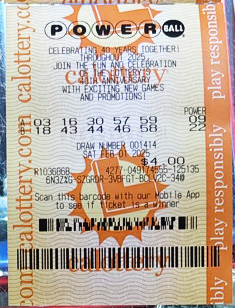 POWERBALL
CELEBRATING 40 YEARS TOGETHER!
THROUGHOUT 2025
JOIN THE FUN AND CELEBRATION
40TH ANNIVERSARY
WITH EXCITING NEW GAMES
AND PROMOTIONS!
POWER
03 16 30 57 59 09
18 43 44 46 58 22
DRAW NUMBER 001414
SAT FEB-01 2025
$4.00
Scan this barcode with our Mobile App
to see if ticket is a Winner
calottery.com
play responsibly